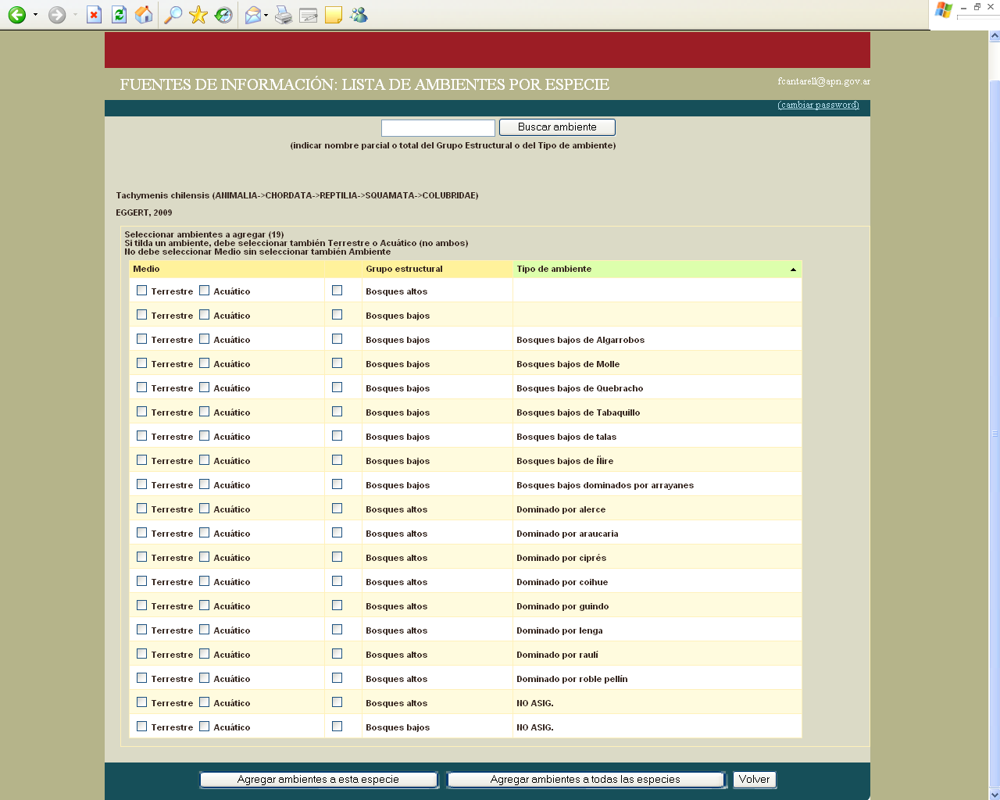 FUENTES DE INFORMACIÓN: LISTA DE AMBIENTES POR ESPECIE
fcantarell@apn.gov.ar
(cambiar password)
Buscar ambiente
(indicar nombre parcial o total del Grupo Estructural o del Tipo de ambiente)
Tachymenis chilensis (ANIMALIA->CHORDATA->REPTILIA->SQUAMATA->COLUBRIDAE)
EGGERT, 2009
Seleccionar ambientes a agregar (19)
Si tilda un ambiente, debe seleccionar también Terrestre o Acuático (no ambos)
No debe seleccionar Medio sin seleccionar también Ambiente
Medio Grupo estructural Tipo de ambiente
Terrestre Acuático Bosques altos
Terrestre Acuático Bosques bajos
Terrestre Acuático Bosques bajos Bosques bajos de Algarrobos
Terrestre Acuático Bosques bajos Bosques bajos de Molle
Terrestre Acuático Bosques bajos Bosques bajos de Quebracho
Terrestre Acuático Bosques bajos Bosques bajos de Tabaquillo
Terrestre Acuático Bosques bajos Bosques bajos de talas
Terrestre Acuático Bosques bajos Bosques bajos de Ñire
Terrestre Acuático Bosques bajos Bosques bajos dominados por arrayanes
Terrestre Acuático Bosques altos Dominado por alerce
Terrestre Acuático Bosques altos Dominado por araucaria
Terrestre Acuático Bosques altos Dominado por ciprés
Terrestre Acuático Bosques altos Dominado por coihue
Terrestre Acuático Bosques altos Dominado por guindo
Terrestre Acuático Bosques altos Dominado por lenga
Terrestre Acuático Bosques altos Dominado por raulí
Terrestre Acuático Bosques altos Dominado por roble pellín
Terrestre Acuático Bosques altos NO ASIG.
Terrestre Acuático Bosques bajos NO ASIG.
Agregar ambientes a esta especie Agregar ambientes a todas las especies Volver